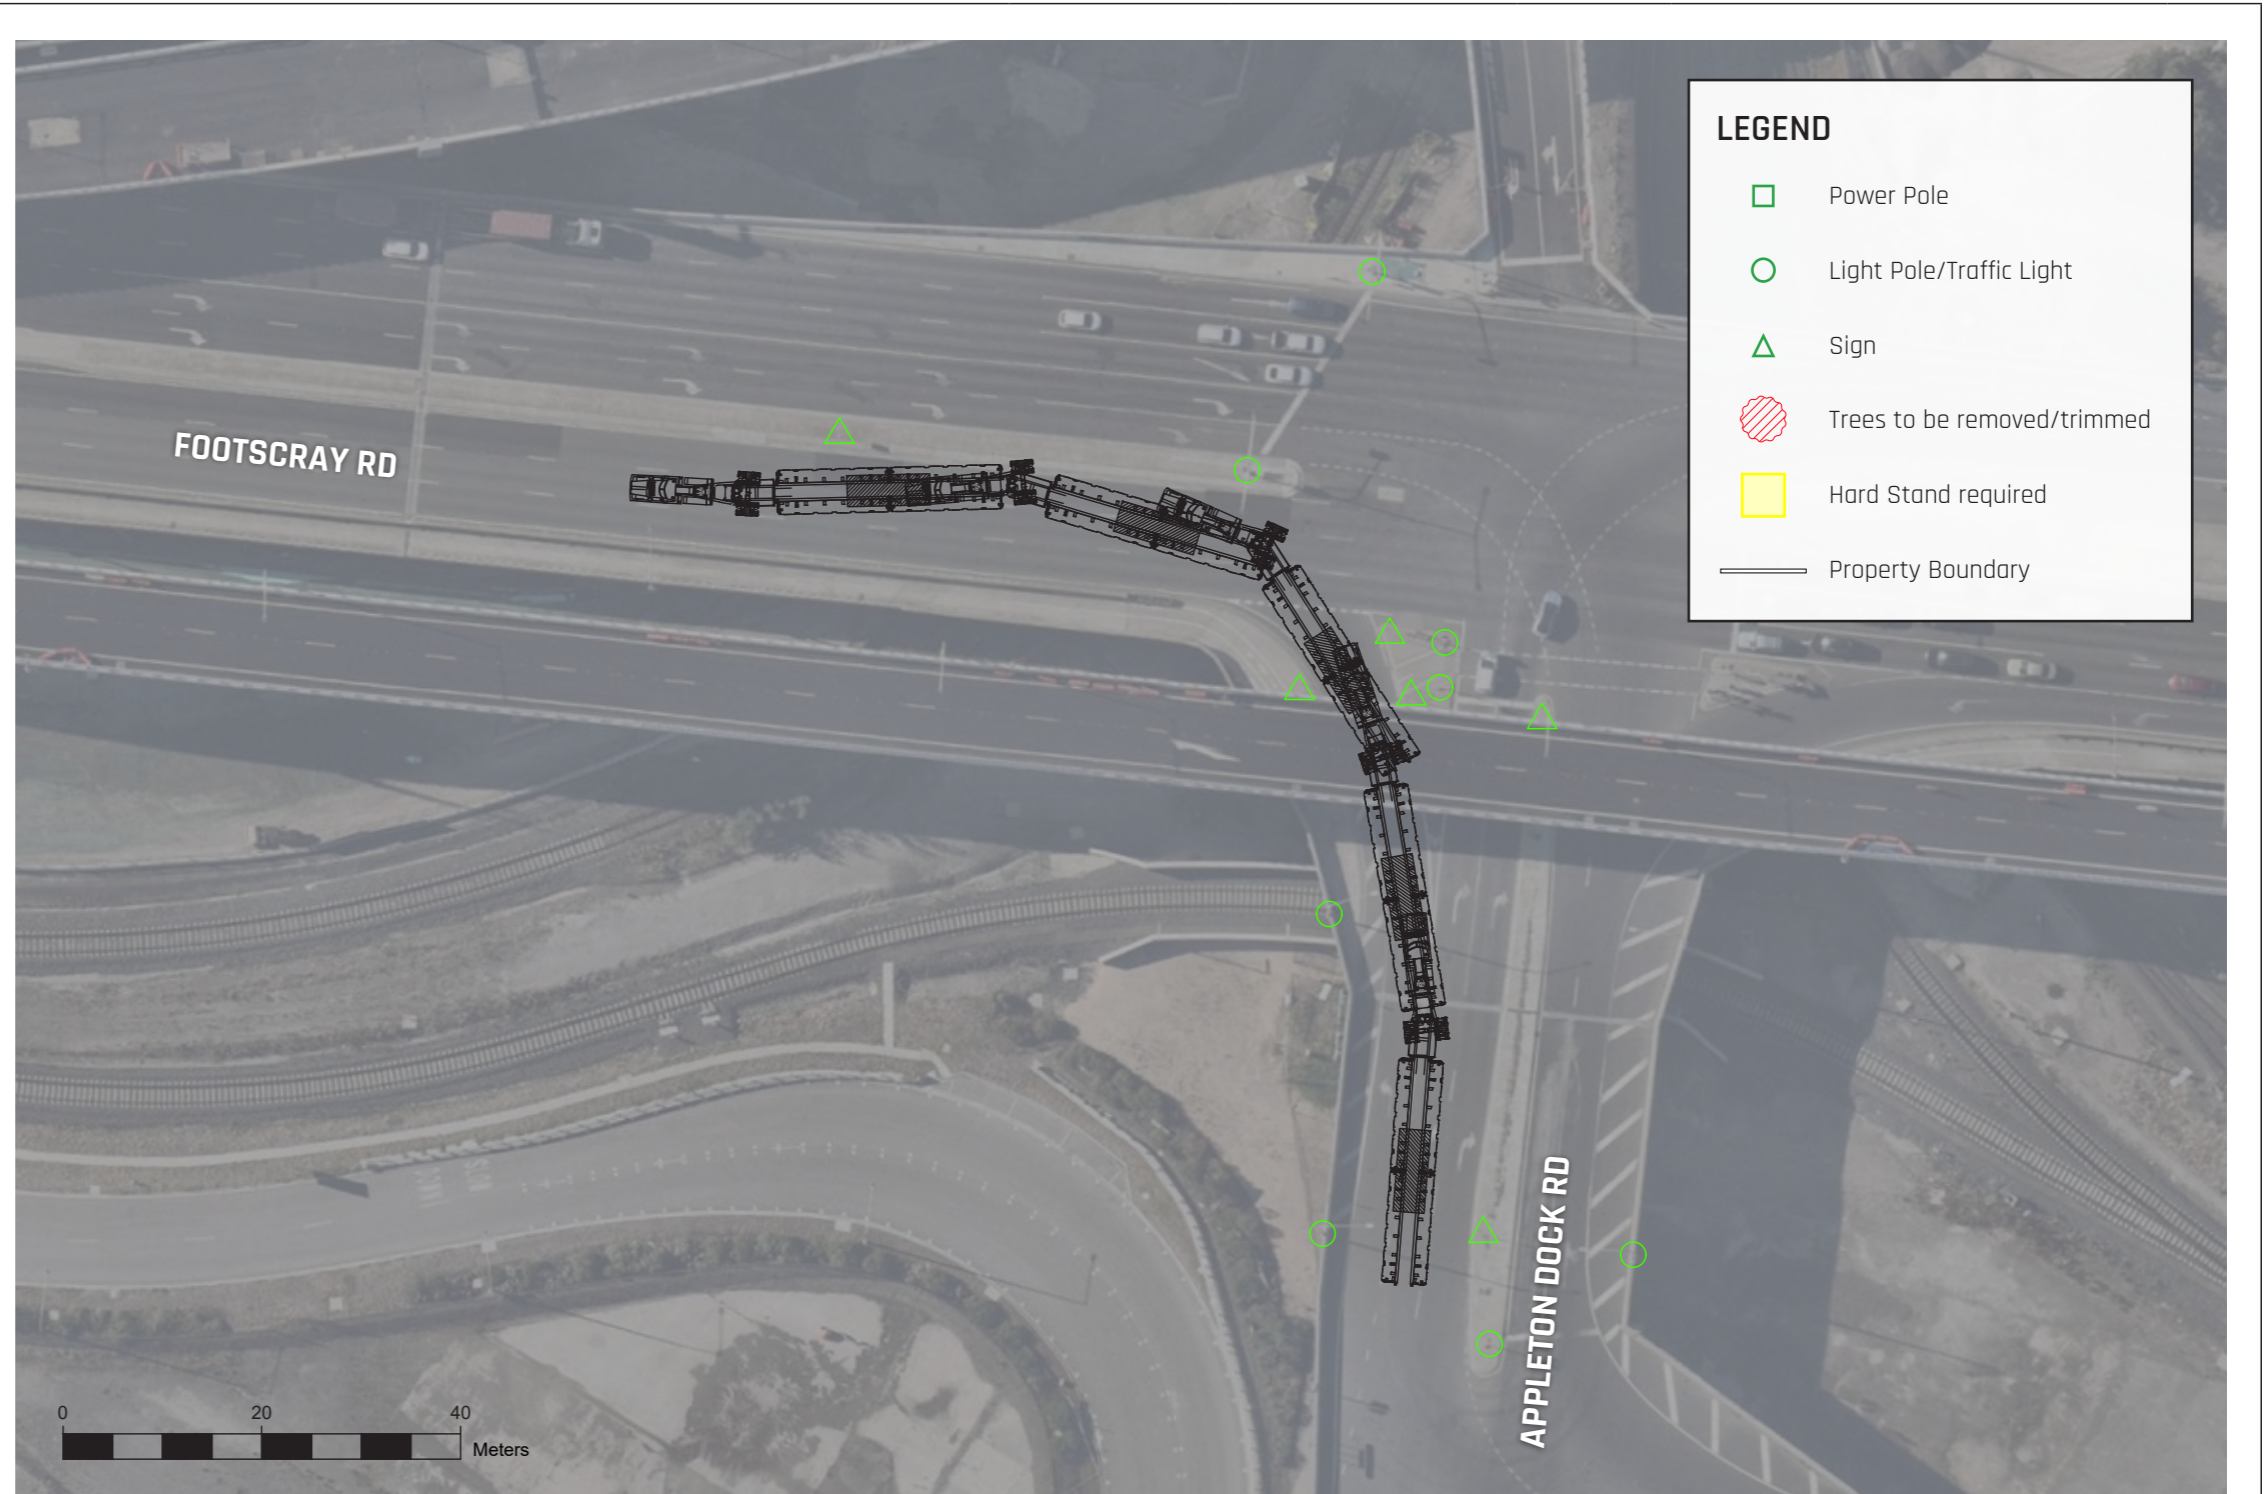 LEGEND
Power Pole
Light Pole/Traffic Light
Sign
Trees to be removed/trimmed
Hard Stand required
Property Boundary
FOOTSCRAY RD
APPLETON DOCK RD
0 20 40
Meters